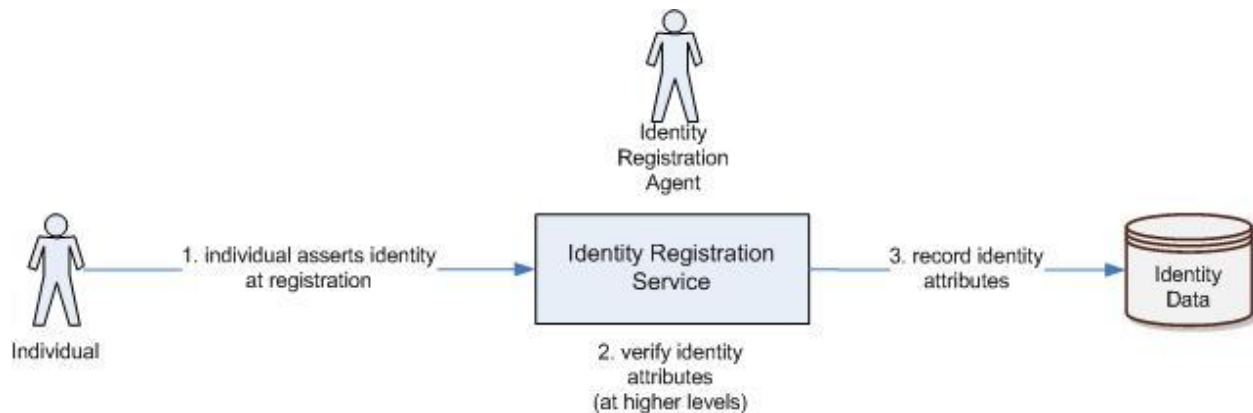 Identity
Registration
Agent
1. individual asserts identity
at registration
Identity Registration
Service
3. record identity
attributes
Identity
Data
Individual
2. verify identity
attributes
(at higher levels)